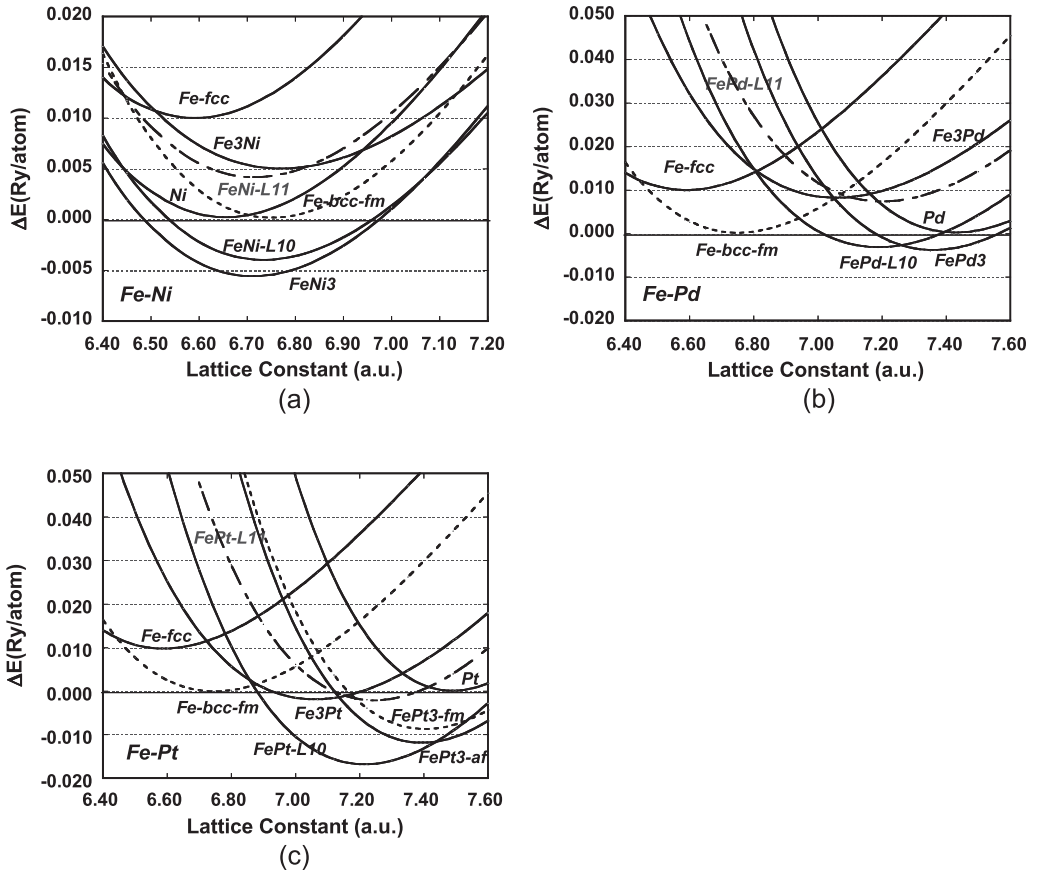 0.020
0.015
0.010
0.005
0.000
-0.005
-0.010
ΔE(Ry/atom)
Fe-fcc
Fe3Ni
FeNi-L11
Ni
Fe-bcc-fm
FeNi-L10
FeNi3
Fe-Ni
6.40 6.50 6.60 6.70 6.80 6.90 7.00 7.10 7.20
Lattice Constant (a.u.)
(a)
0.050
0.040
0.030
0.020
0.010
0.000
-0.010
-0.020
ΔE(Ry/atom)
FePd-L11
Fe3Pd
Fe-fcc
Pd
Fe-bcc-fm
FePd-L10
FePd3
Fe-Pd
6.40 6.60 6.80 7.00 7.20 7.40 7.60
Lattice Constant (a.u.)
(b)
0.050
0.040
0.030
0.020
0.010
0.000
-0.010
-0.020
ΔE(Ry/atom)
FePt-L11
Fe-fcc
Pt
Fe-bcc-fm
Fe3Pt
FePt3-fm
FePt-L10
FePt3-af
Fe-Pt
6.40 6.60 6.80 7.00 7.20 7.40 7.60
Lattice Constant (a.u.)
(c)